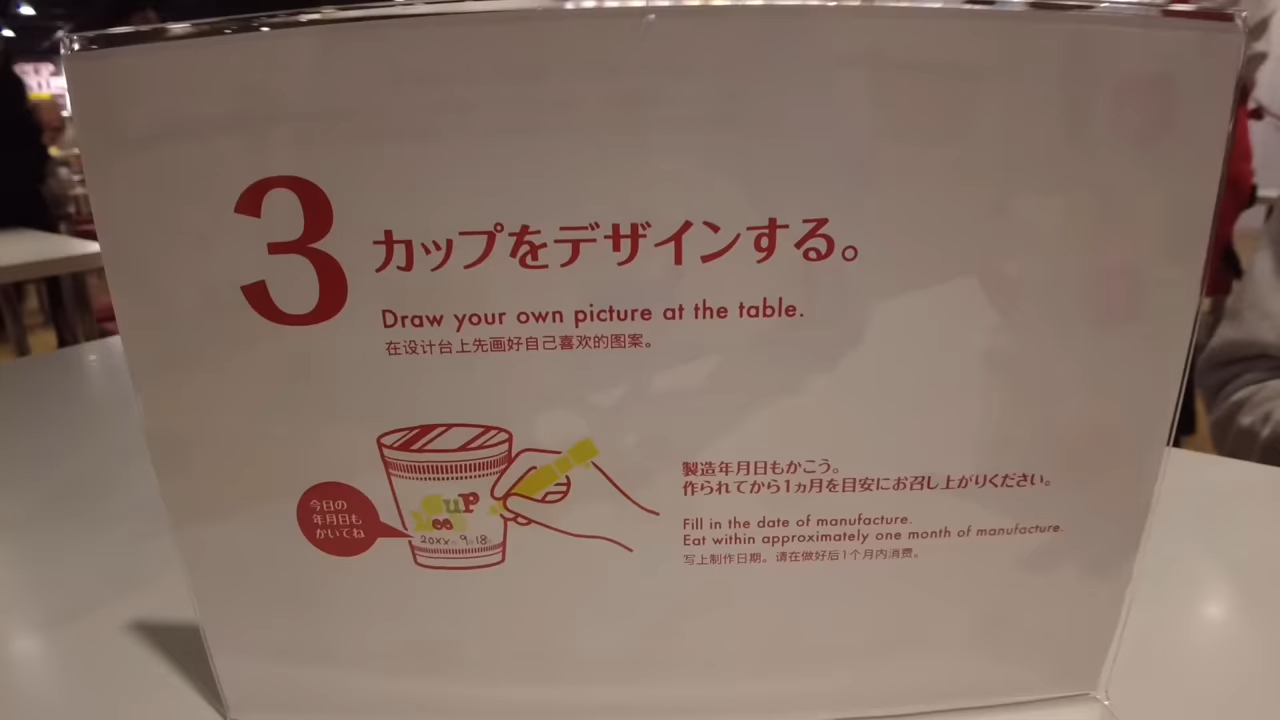 3
カップをデザインする。
Draw your own picture at the table.
在设计台上先画好自己喜欢的图案。
今日の
年月日も
かいてね
CUP
20XX 9 18
製造年月日もかこう。
作られてから1ヵ月を目安にお召し上がりください。
Fill in the date of manufacture.
Eat within approximately one month of manufacture.
写上制作日期。请在做好后1个月内消费。